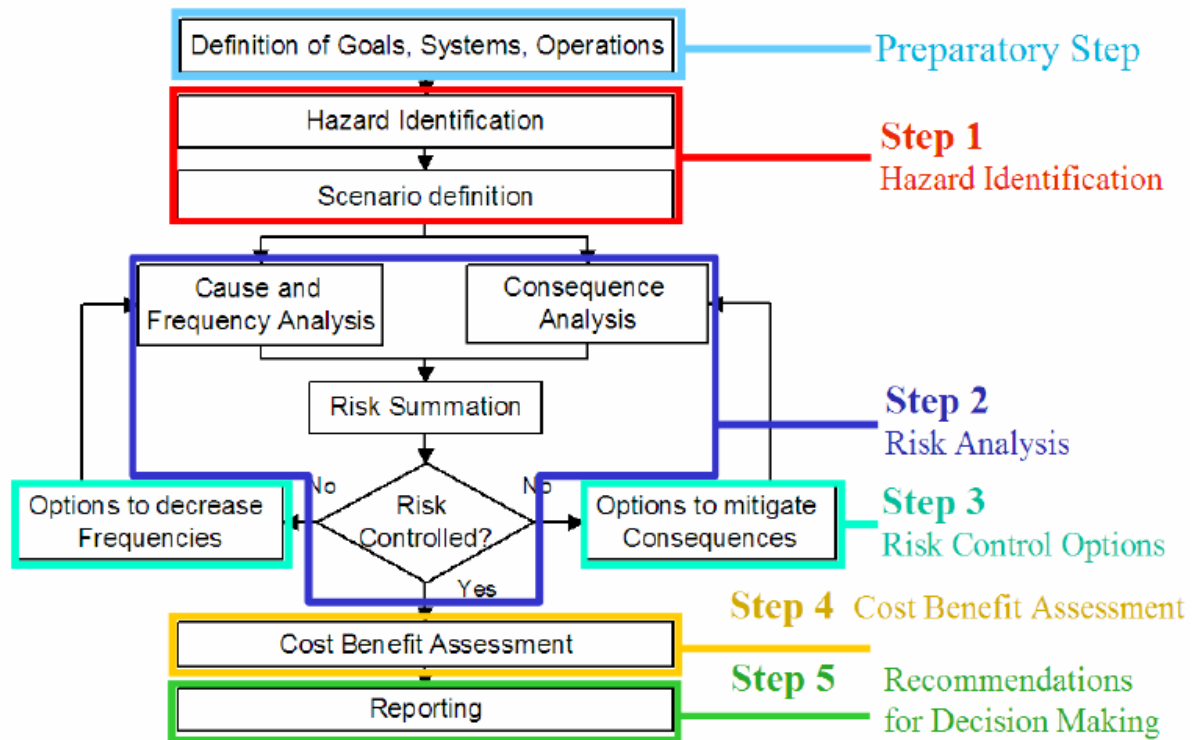 Definition of Goals, Systems, Operations
Preparatory Step
Hazard Identification
Scenario definition
Step 1
Hazard Identification
Cause and
Frequency Analysis
Consequence
Analysis
Risk Summation
Step 2
Risk Analysis
No
No
Options to decrease
Frequencies
Risk
Controlled?
Options to mitigate
Consequences
Step 3
Risk Control Options
Yes
Step 4 Cost Benefit Assessment
Cost Benefit Assessment
Step 5 Recommendations
for Decision Making
Reporting